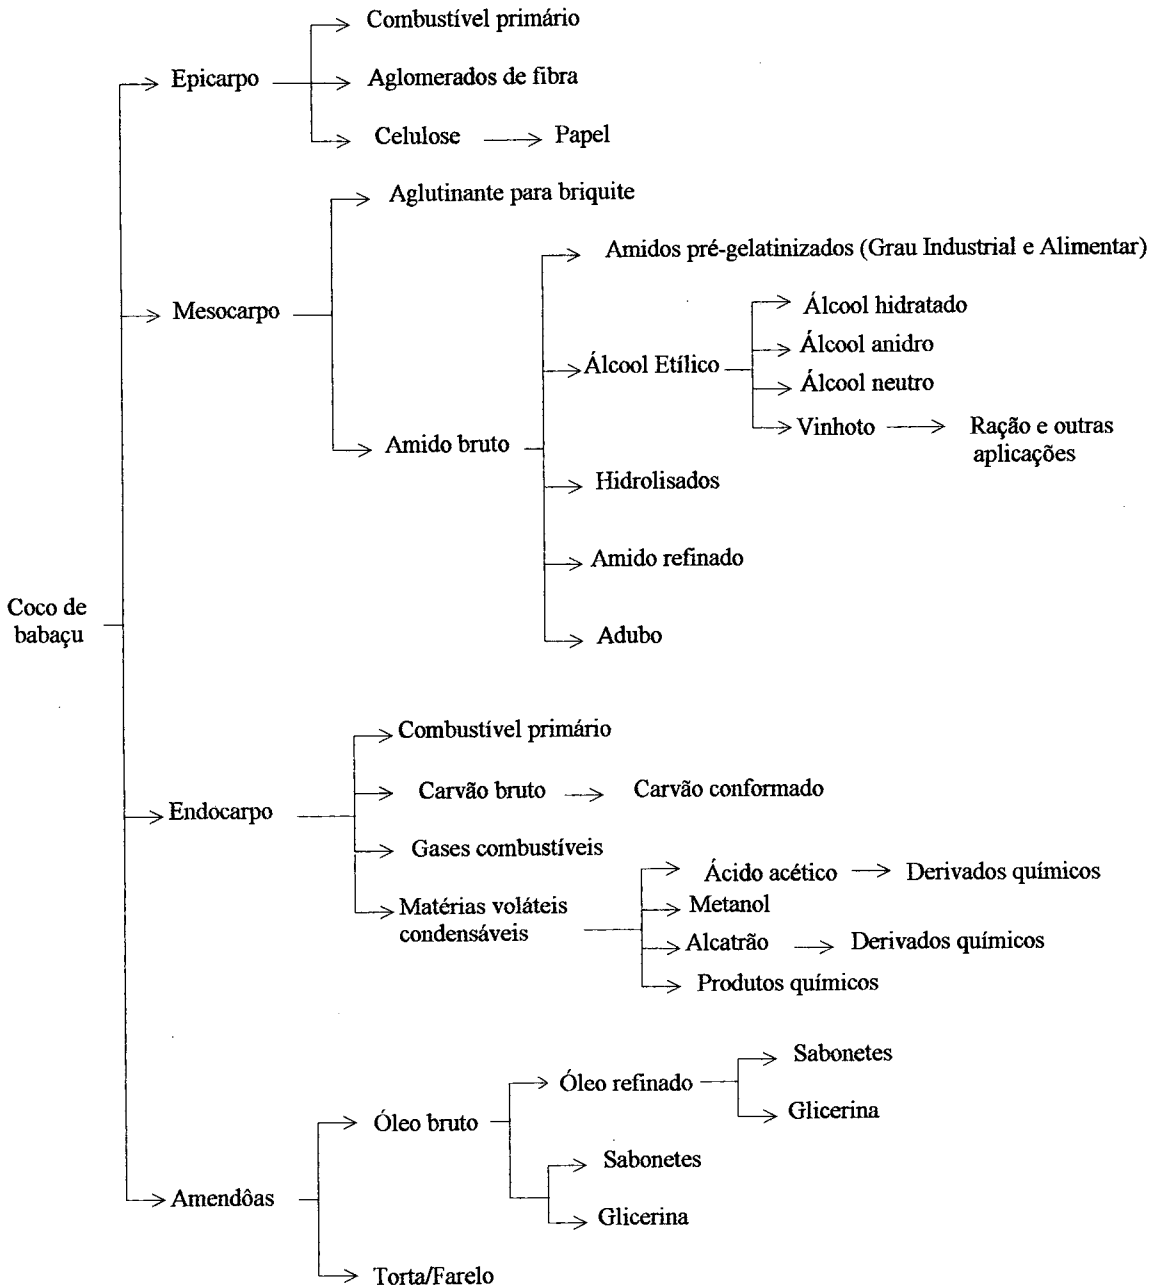 Combustível primário
Epicarpo
Aglomerados de fibra
Celulose
Papel
Aglutinante para briquite
Mesocarpo
Amidos pré-gelatinizados (Grau Industrial e Alimentar)
Álcool hidratado
Álcool Etílico
Álcool anidro
Álcool neutro
Vinhoto
Ração e outras
aplicações
Amido bruto
Hidrolisados
Amido refinado
Adubo
Coco de
babaçu
Combustível primário
Carvão bruto
Carvão conformado
Endocarpo
Gases combustíveis
Matérias voláteis
condensáveis
Ácido acético
Derivados químicos
Metanol
Alcatrão
Derivados químicos
Produtos químicos
Sabonetes
Óleo refinado
Glicerina
Óleo bruto
Sabonetes
Glicerina
Amendôas
Torta/Farelo